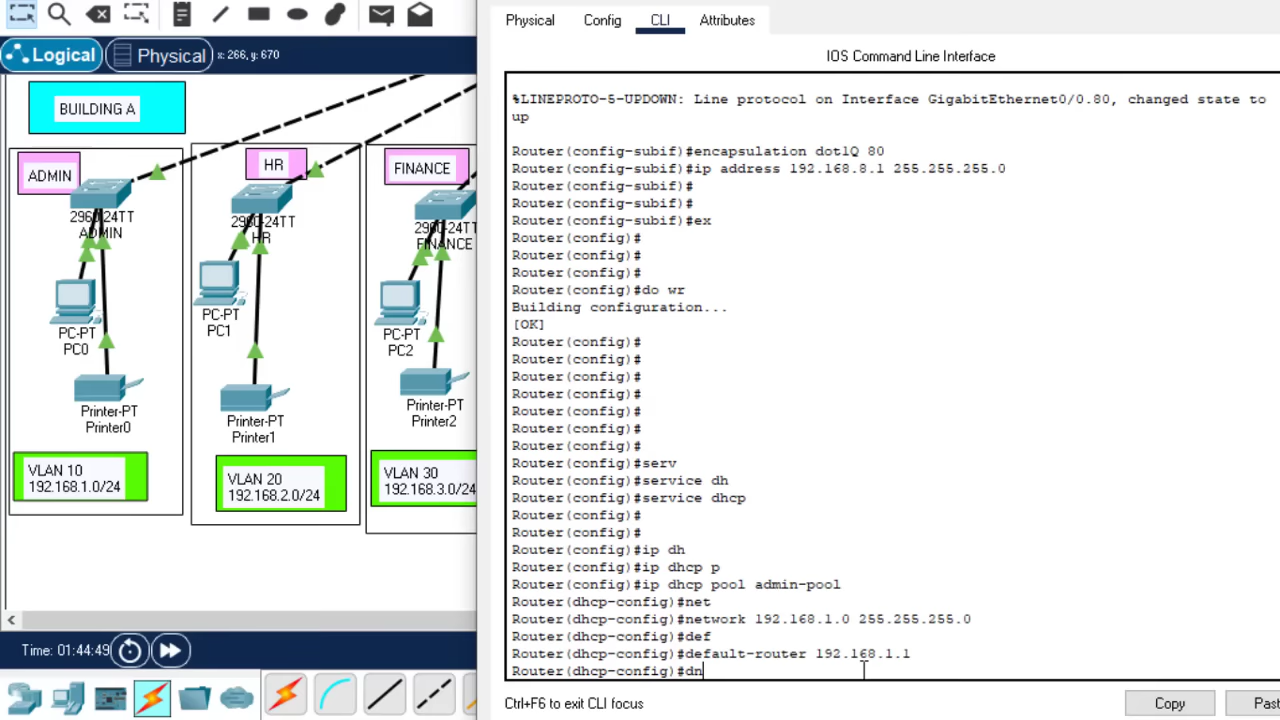 Physical
Config
CLI
Attributes
Logical
Physical
x: 266, y: 670
IOS Command Line Interface
BUILDING A
ADMIN
HR
FINANCE
2960-24TT
ADMIN
2960-24TT
HR
2960-24TT
FINANCE
PC-PT
PC0
PC-PT
PC1
PC-PT
PC2
Printer-PT
Printer0
Printer-PT
Printer1
Printer-PT
Printer2
VLAN 10
192.168.1.0/24
VLAN 20
192.168.2.0/24
VLAN 30
192.168.3.0/24
Time: 01:44:49
%LINEPROTO-5-UPDOWN: Line protocol on Interface GigabitEthernet0/0.80, changed state to
up
Router(config-subif)#encapsulation dot1Q 80
Router(config-subif)#ip address 192.168.8.1 255.255.255.0
Router(config-subif)#
Router(config-subif)#
Router(config-subif)#ex
Router(config)#
Router(config)#
Router(config)#
Router(config)#do wr
Building configuration...
[OK]
Router(config)#
Router(config)#
Router(config)#
Router(config)#
Router(config)#
Router(config)#
Router(config)#
Router(config)#serv
Router(config)#service dh
Router(config)#service dhcp
Router(config)#
Router(config)#
Router(config)#ip dh
Router(config)#ip dhcp p
Router(config)#ip dhcp pool admin-pool
Router(dhcp-config)#net
Router(dhcp-config)#network 192.168.1.0 255.255.255.0
Router(dhcp-config)#def
Router(dhcp-config)#default-router 192.168.1.1
Router(dhcp-config)#dn
Ctrl+F6 to exit CLI focus
Copy
Past